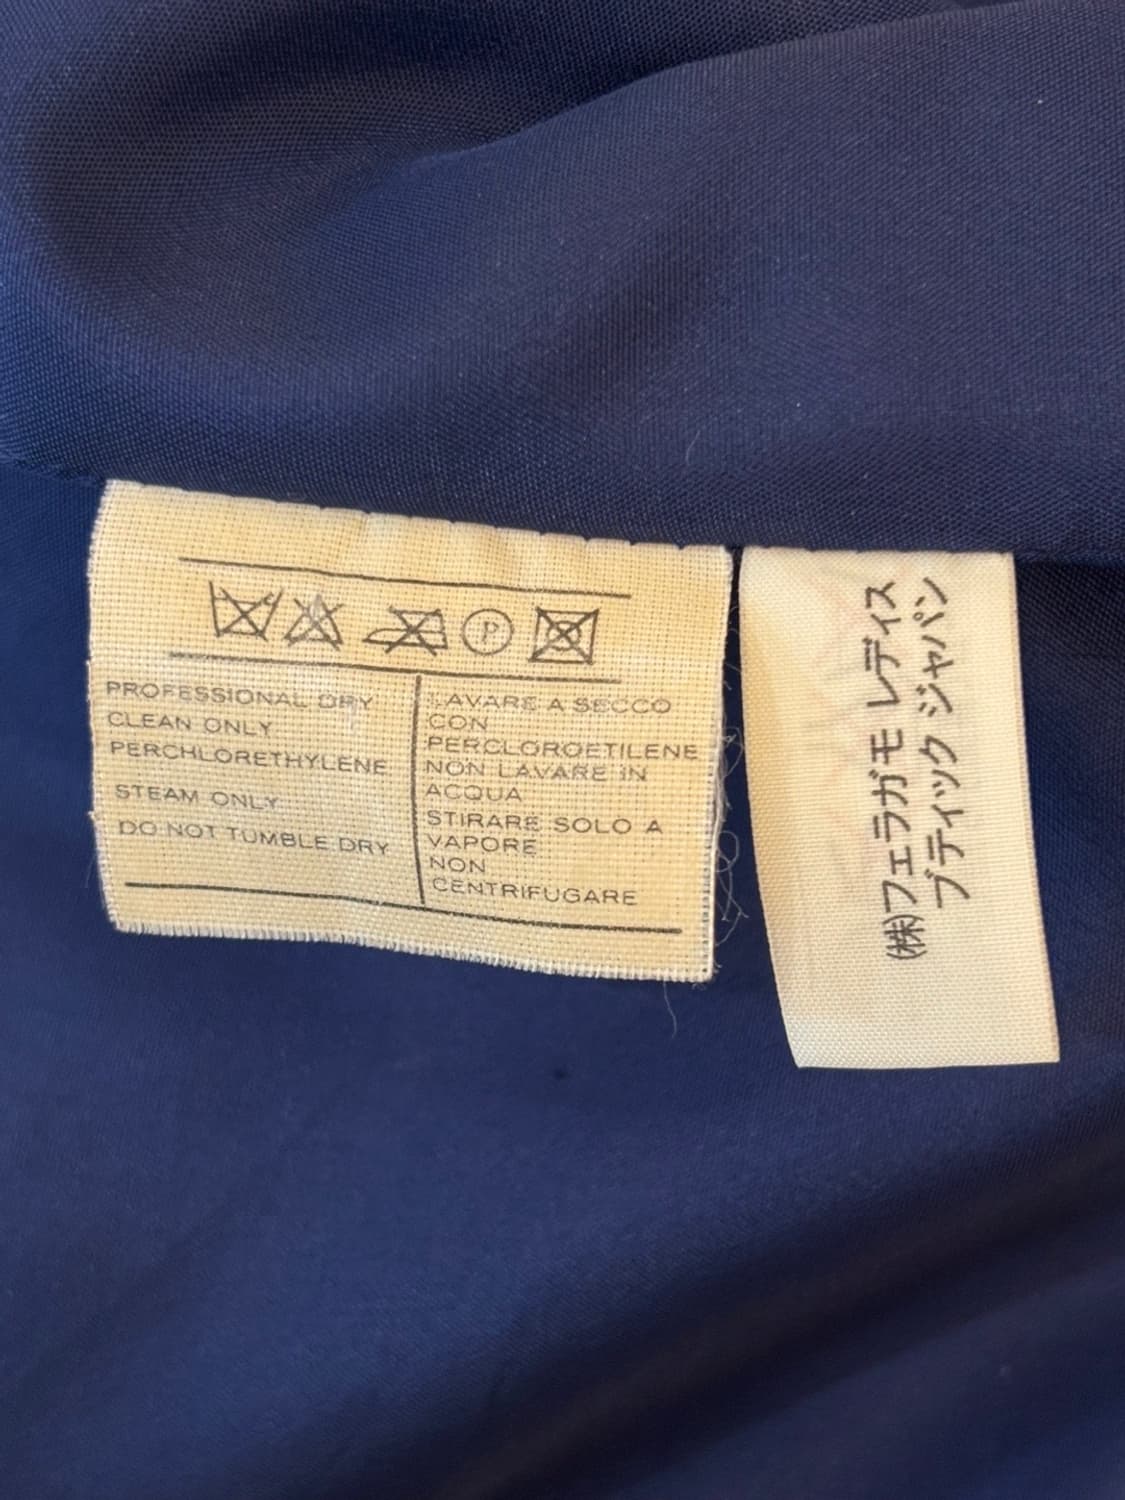 PROFESSIONAL DRY
CLEAN ONLY
PERCHLORETHYLENE
STEAM ONLY
DO NOT TUMBLE DRY
LAVARE A SECCO
CON
PERCLOROETILENE
NON LAVARE IN
ACQUA
STIRARE SOLO A
VAPORE
NON
CENTRIFUGARE
P
㈱フェラガモ レディス
ブティック ジャパン